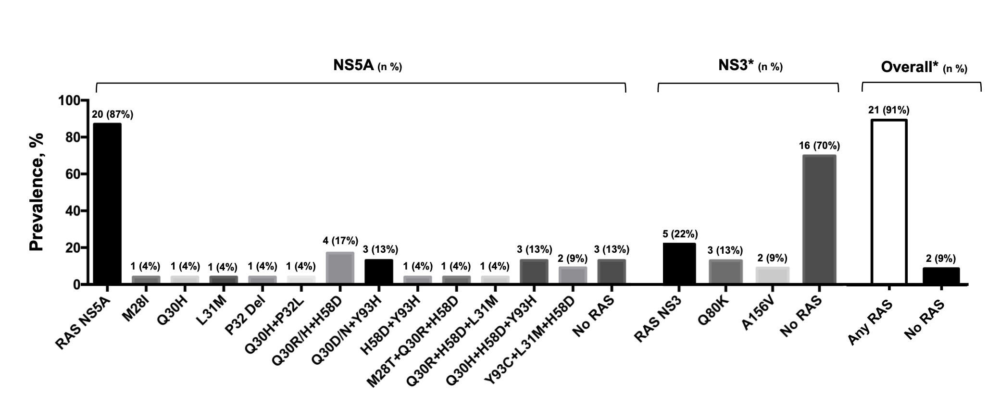 NS5A (n %)
NS3* (n %)
Overall* (n %)
Prevalence, %
100
80
60
40
20
0
20 (87%)
1 (4%)
1 (4%)
1 (4%)
1 (4%)
1 (4%)
4 (17%)
3 (13%)
1 (4%)
1 (4%)
1 (4%)
3 (13%)
2 (9%)
3 (13%)
5 (22%)
3 (13%)
2 (9%)
16 (70%)
21 (91%)
2 (9%)
RAS NS5A
M28I
Q30H
L31M
P32 Del
Q30H+P32L
Q30R/H+H58D
Q30D/N+Y93H
H58D+Y93H
M28T+Q30R+H58D
Q30R+H58D+L31M
Q30H+H58D+Y93H
Y93C+L31M+H58D
No RAS
RAS NS3
Q80K
A156V
No RAS
Any RAS
No RAS